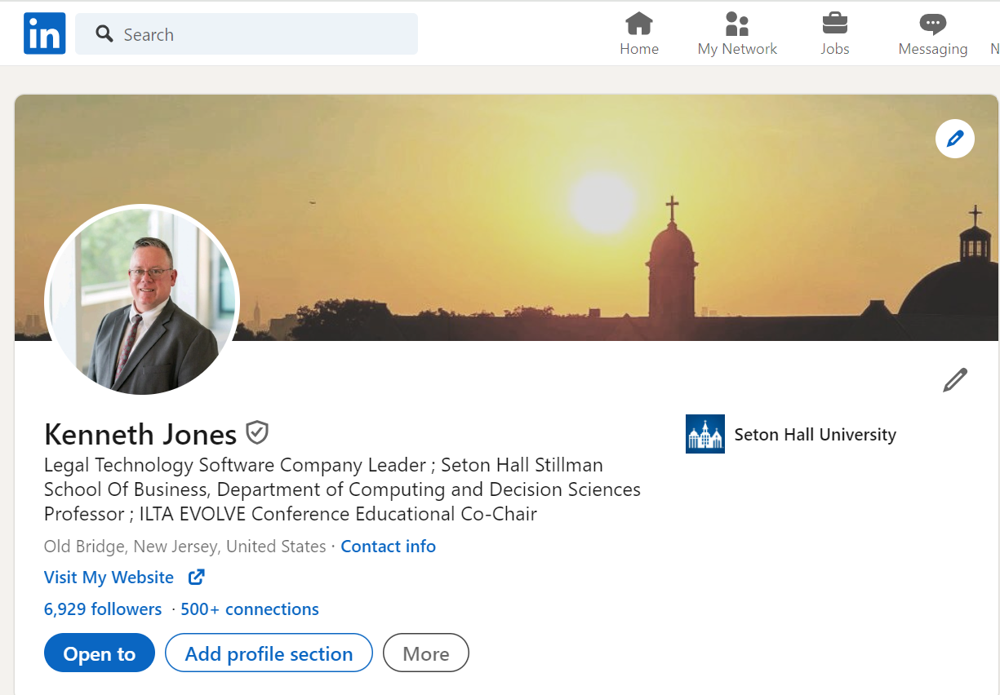 in
Search
Home
My Network
Jobs
Messaging
N
Kenneth Jones
Seton Hall University
Legal Technology Software Company Leader ; Seton Hall Stillman
School Of Business, Department of Computing and Decision Sciences
Professor ; ILTA EVOLVE Conference Educational Co-Chair
Old Bridge, New Jersey, United States · Contact info
Visit My Website
6,929 followers · 500+ connections
Open to
Add profile section
More